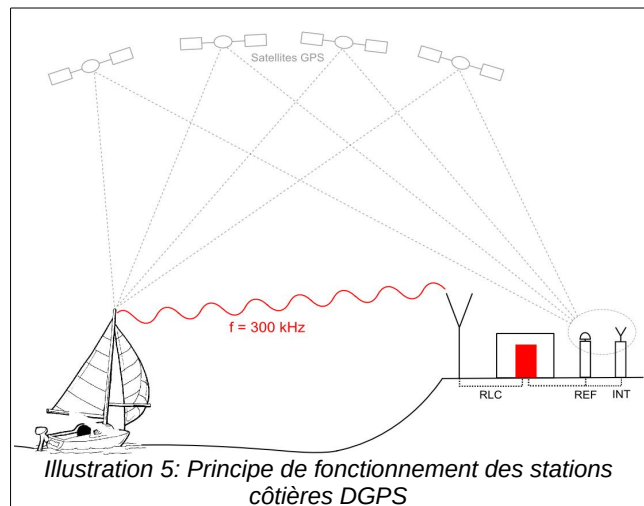 Satellites GPS
f = 300 kHz
RLC
REF
INT
Illustration 5: Principe de fonctionnement des stations
côtières DGPS